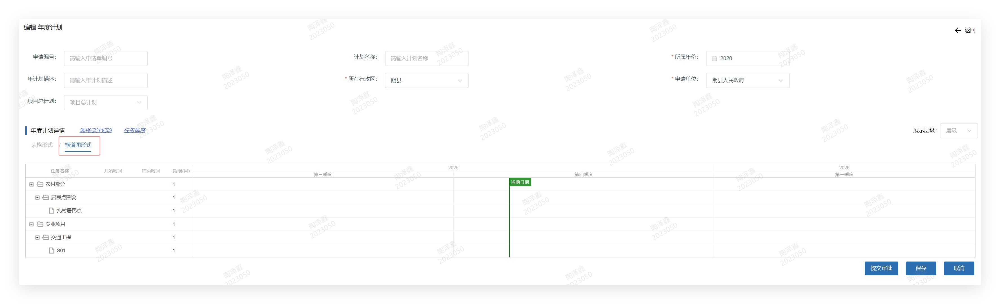 编辑 年度计划
返回
申请编号： 请输入申请单编号 计划名称： 请输入计划名称 * 所属年份： 2020
年计划描述： 请输入年计划描述 * 所在行政区： 朗县 * 申请单位： 朗县人民政府
项目总计划： 项目总计划
年度计划详情 选择总计划项 任务排序 展示层级： 层级
表格形式 / 横道图形式
任务名称 开始时间 结束时间 期限(月) 2025 2026
第三季度 第四季度 第一季度
当前日期
农村部分 1
居民点建设 1
扎村居民点 1
专业项目 1
交通工程 1
S01 1
提交审批 保存 取消
陶泽鑫
2023050